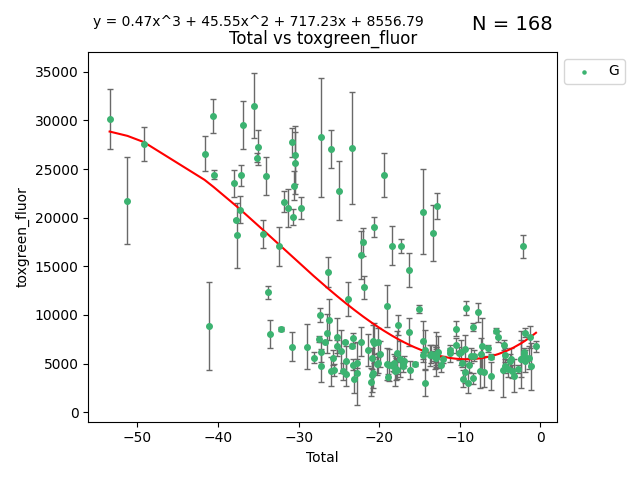 y = 0.47x^3 + 45.55x^2 + 717.23x + 8556.79
N = 168
Total vs toxgreen_fluor
G
35000
30000
25000
20000
15000
10000
5000
0
toxgreen_fluor
−50 −40 −30 −20 −10 0
Total